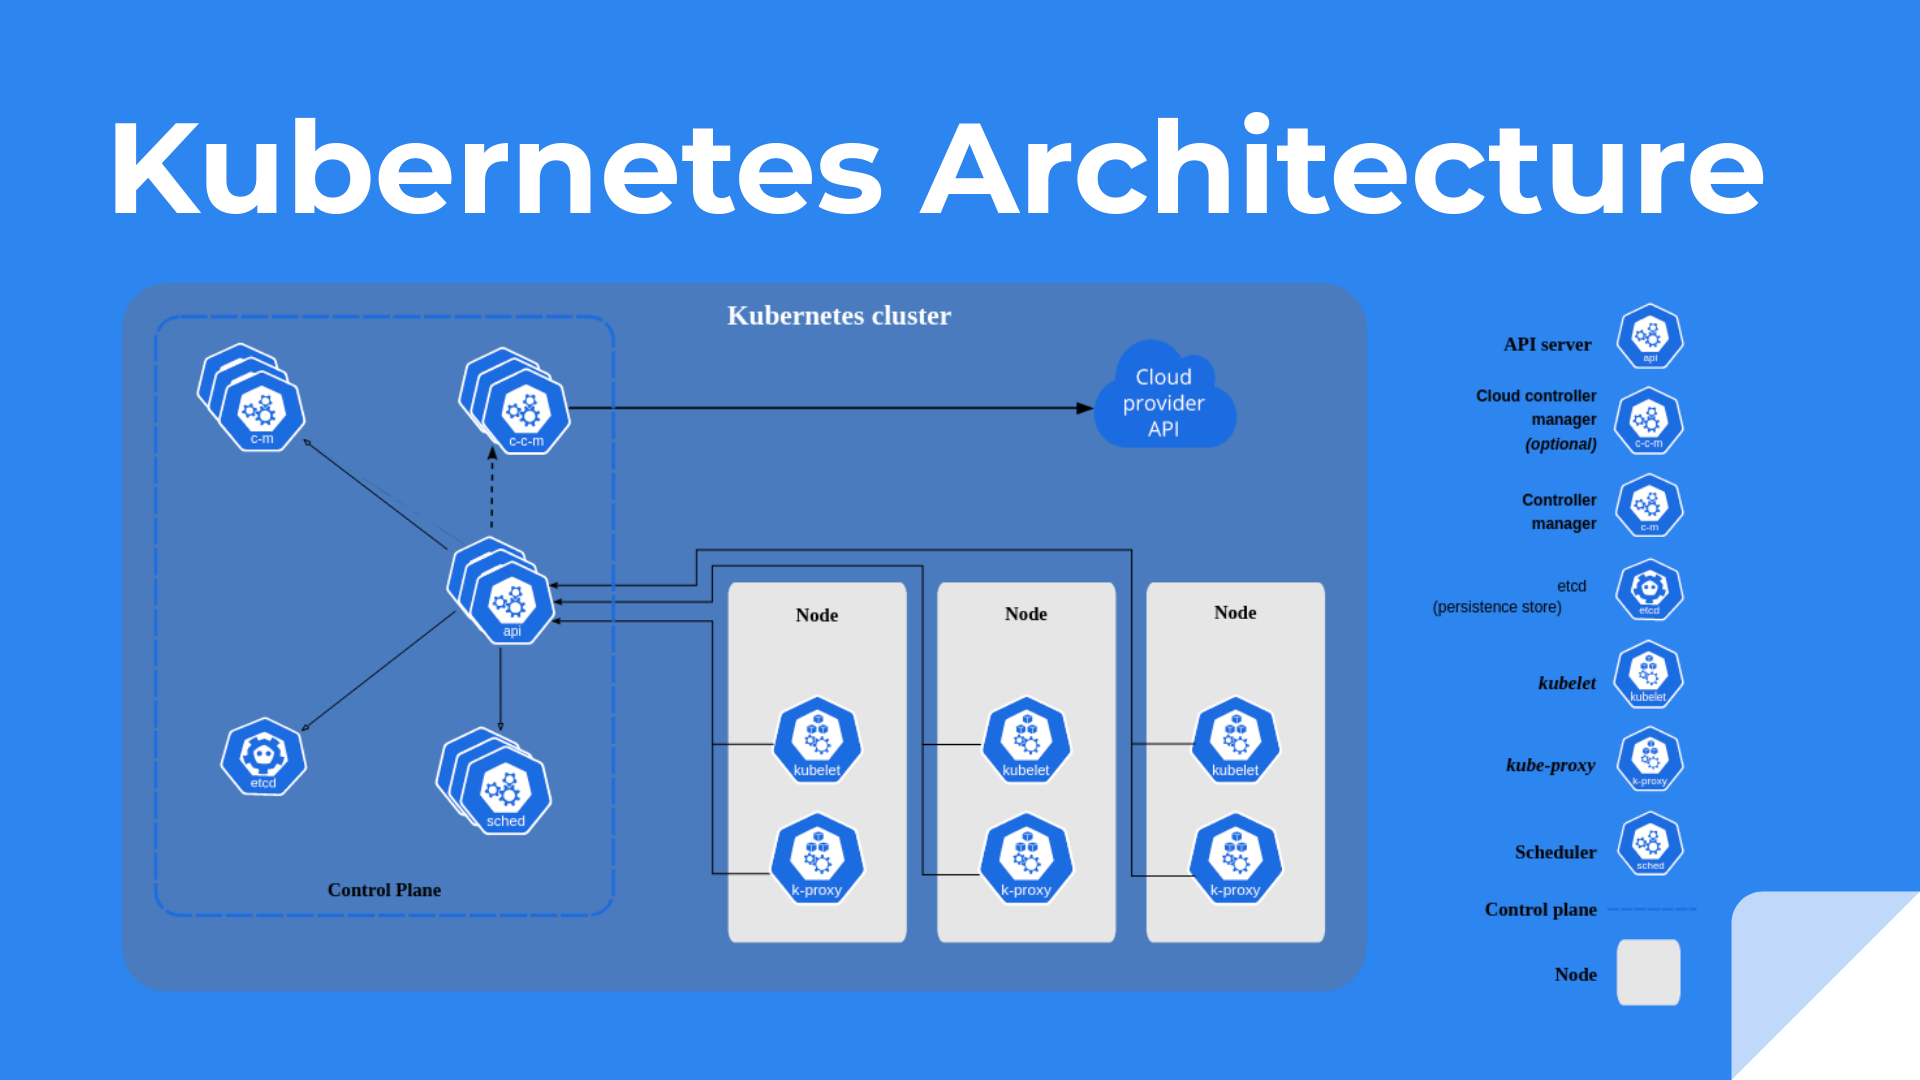 Kubernetes Architecture
Kubernetes cluster
c-m
c-c-m
Cloud
provider
API
api
etcd
sched
Control Plane
Node
kubelet
k-proxy
Node
kubelet
k-proxy
Node
kubelet
k-proxy
API server
api
Cloud controller
manager
(optional)
c-c-m
Controller
manager
c-m
etcd
(persistence store)
etcd
kubelet
kubelet
kube-proxy
k-proxy
Scheduler
sched
Control plane
Node